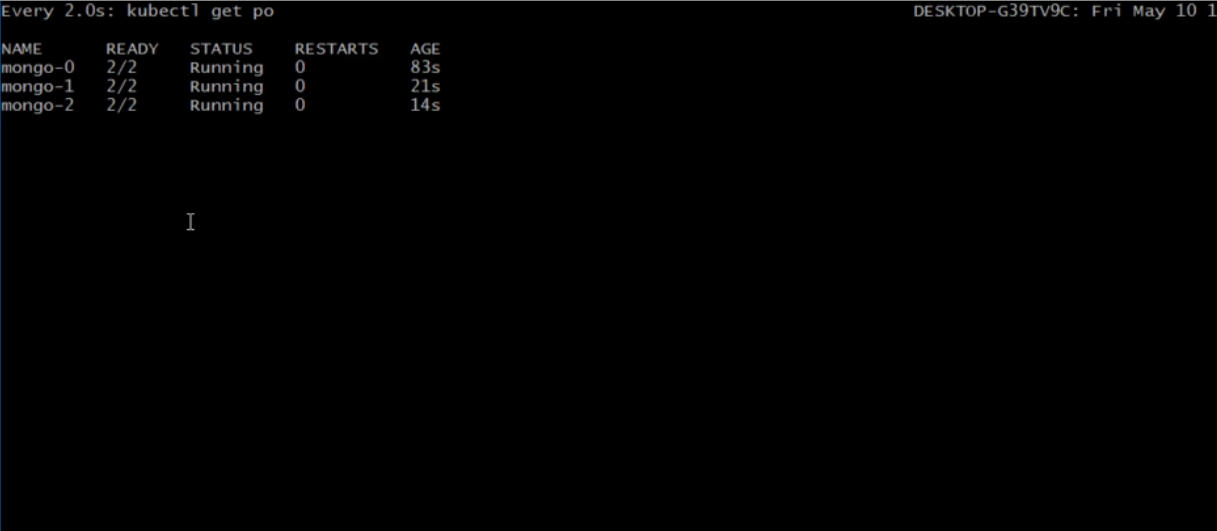 Every 2.0s: kubectl get po DESKTOP-G39TV9C: Fri May 10 1
NAME READY STATUS RESTARTS AGE
mongo-0 2/2 Running 0 83s
mongo-1 2/2 Running 0 21s
mongo-2 2/2 Running 0 14s